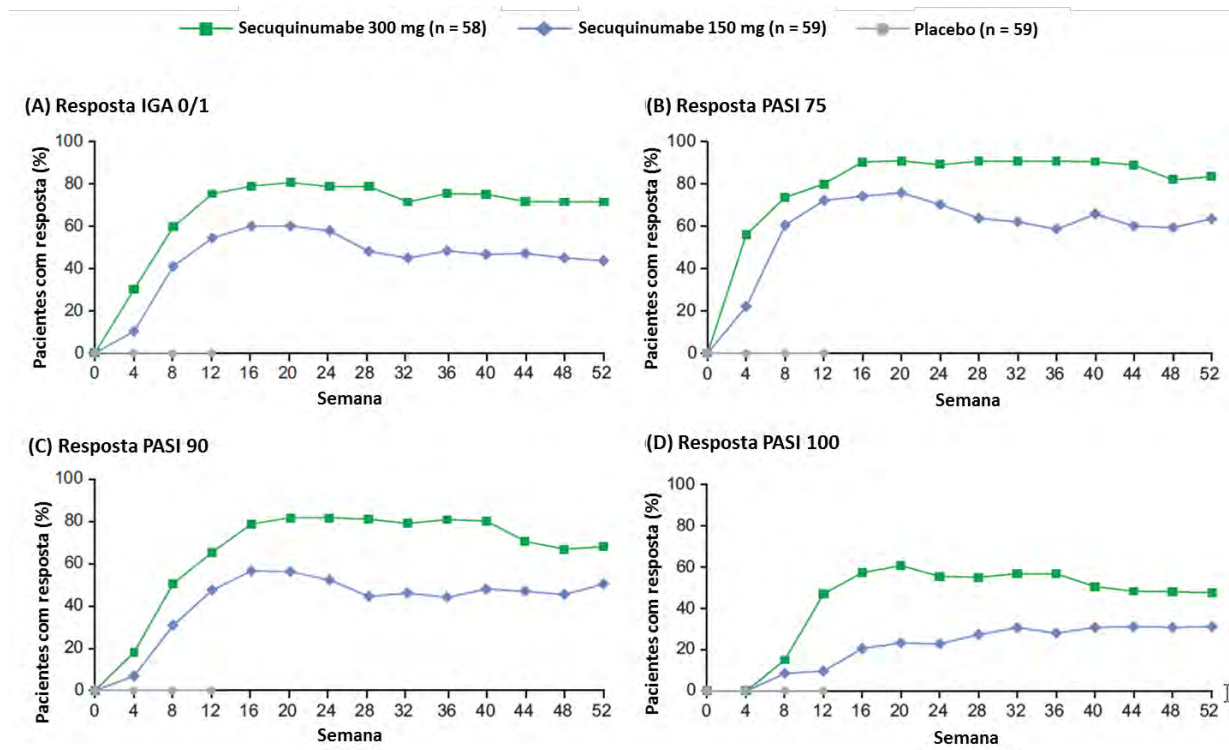 Secuquinumabe 300 mg (n = 58) Secuquinumabe 150 mg (n = 59) Placebo (n = 59)
(A) Resposta IGA 0/1
Pacientes com resposta (%)
100
80
60
40
20
0
0 4 8 12 16 20 24 28 32 36 40 44 48 52
Semana
(B) Resposta PASI 75
Pacientes com resposta (%)
100
80
60
40
20
0
0 4 8 12 16 20 24 28 32 36 40 44 48 52
Semana
(C) Resposta PASI 90
Pacientes com resposta (%)
100
80
60
40
20
0
0 4 8 12 16 20 24 28 32 36 40 44 48 52
Semana
(D) Resposta PASI 100
Pacientes com resposta (%)
100
80
60
40
20
0
0 4 8 12 16 20 24 28 32 36 40 44 48 52
Semana